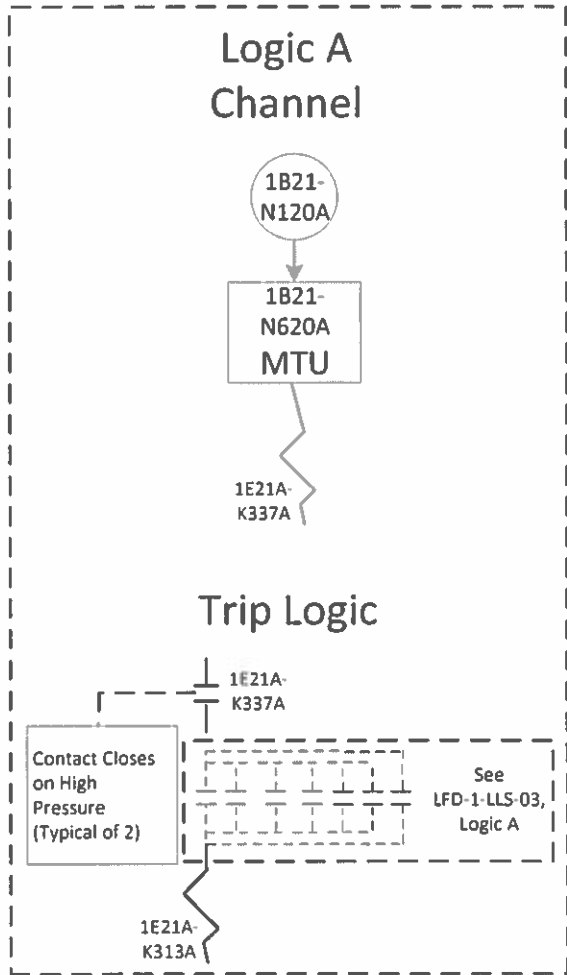 Logic A
Channel
1B21-
N120A
1B21-
N620A
MTU
1E21A-
K337A
Trip Logic
1E21A-
K337A
Contact Closes
on High
Pressure
(Typical of 2)
See
LFD-1-LLS-03,
Logic A
1E21A-
K313A